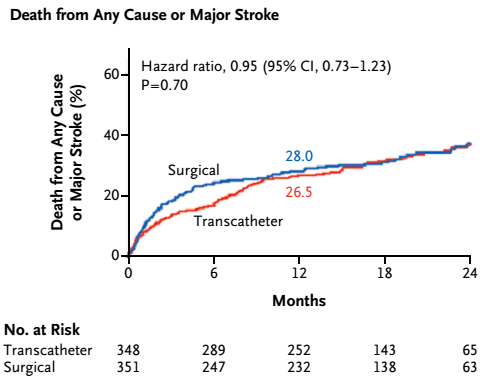 Death from Any Cause or Major Stroke
Hazard ratio, 0.95 (95% CI, 0.73–1.23)
P=0.70
Death from Any Cause
or Major Stroke (%)
60
40
20
0
Surgical
28.0
26.5
Transcatheter
0 6 12 18 24
Months
No. at Risk
Transcatheter 348 289 252 143 65
Surgical 351 247 232 138 63